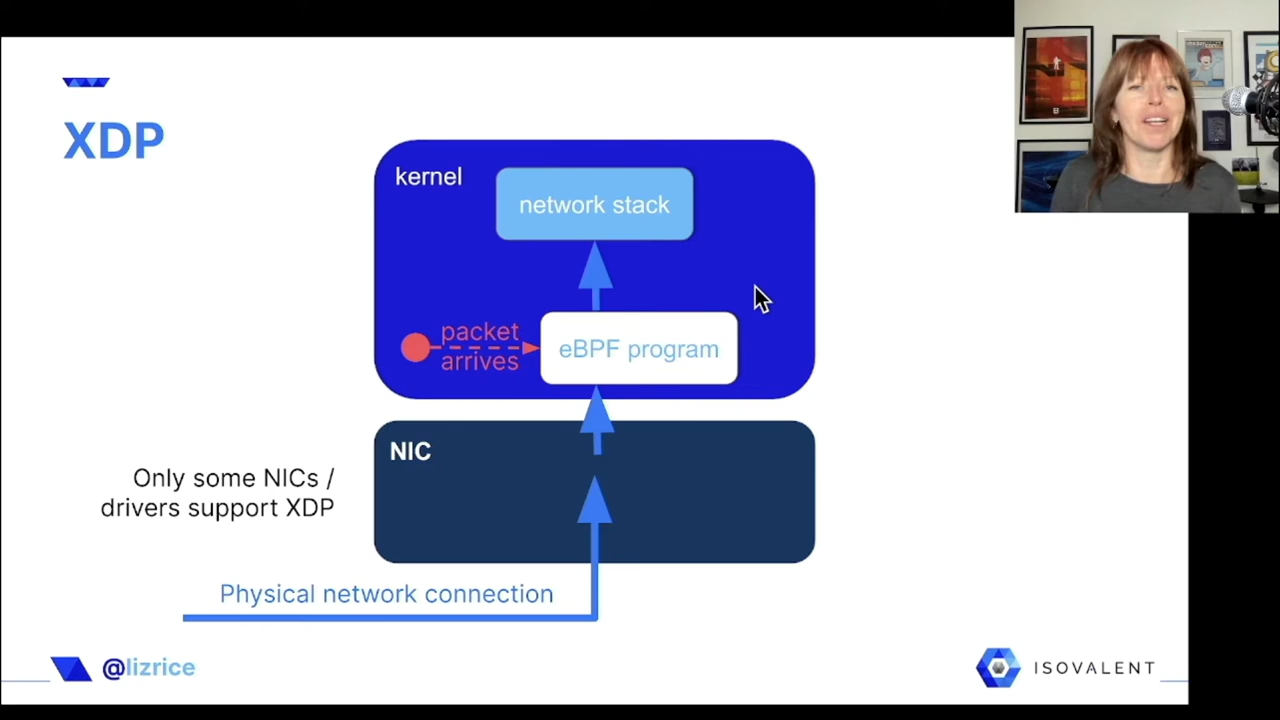 XDP
kernel
network stack
packet
arrives
eBPF program
NIC
Only some NICs /
drivers support XDP
Physical network connection
@lizrice
ISOVALENT